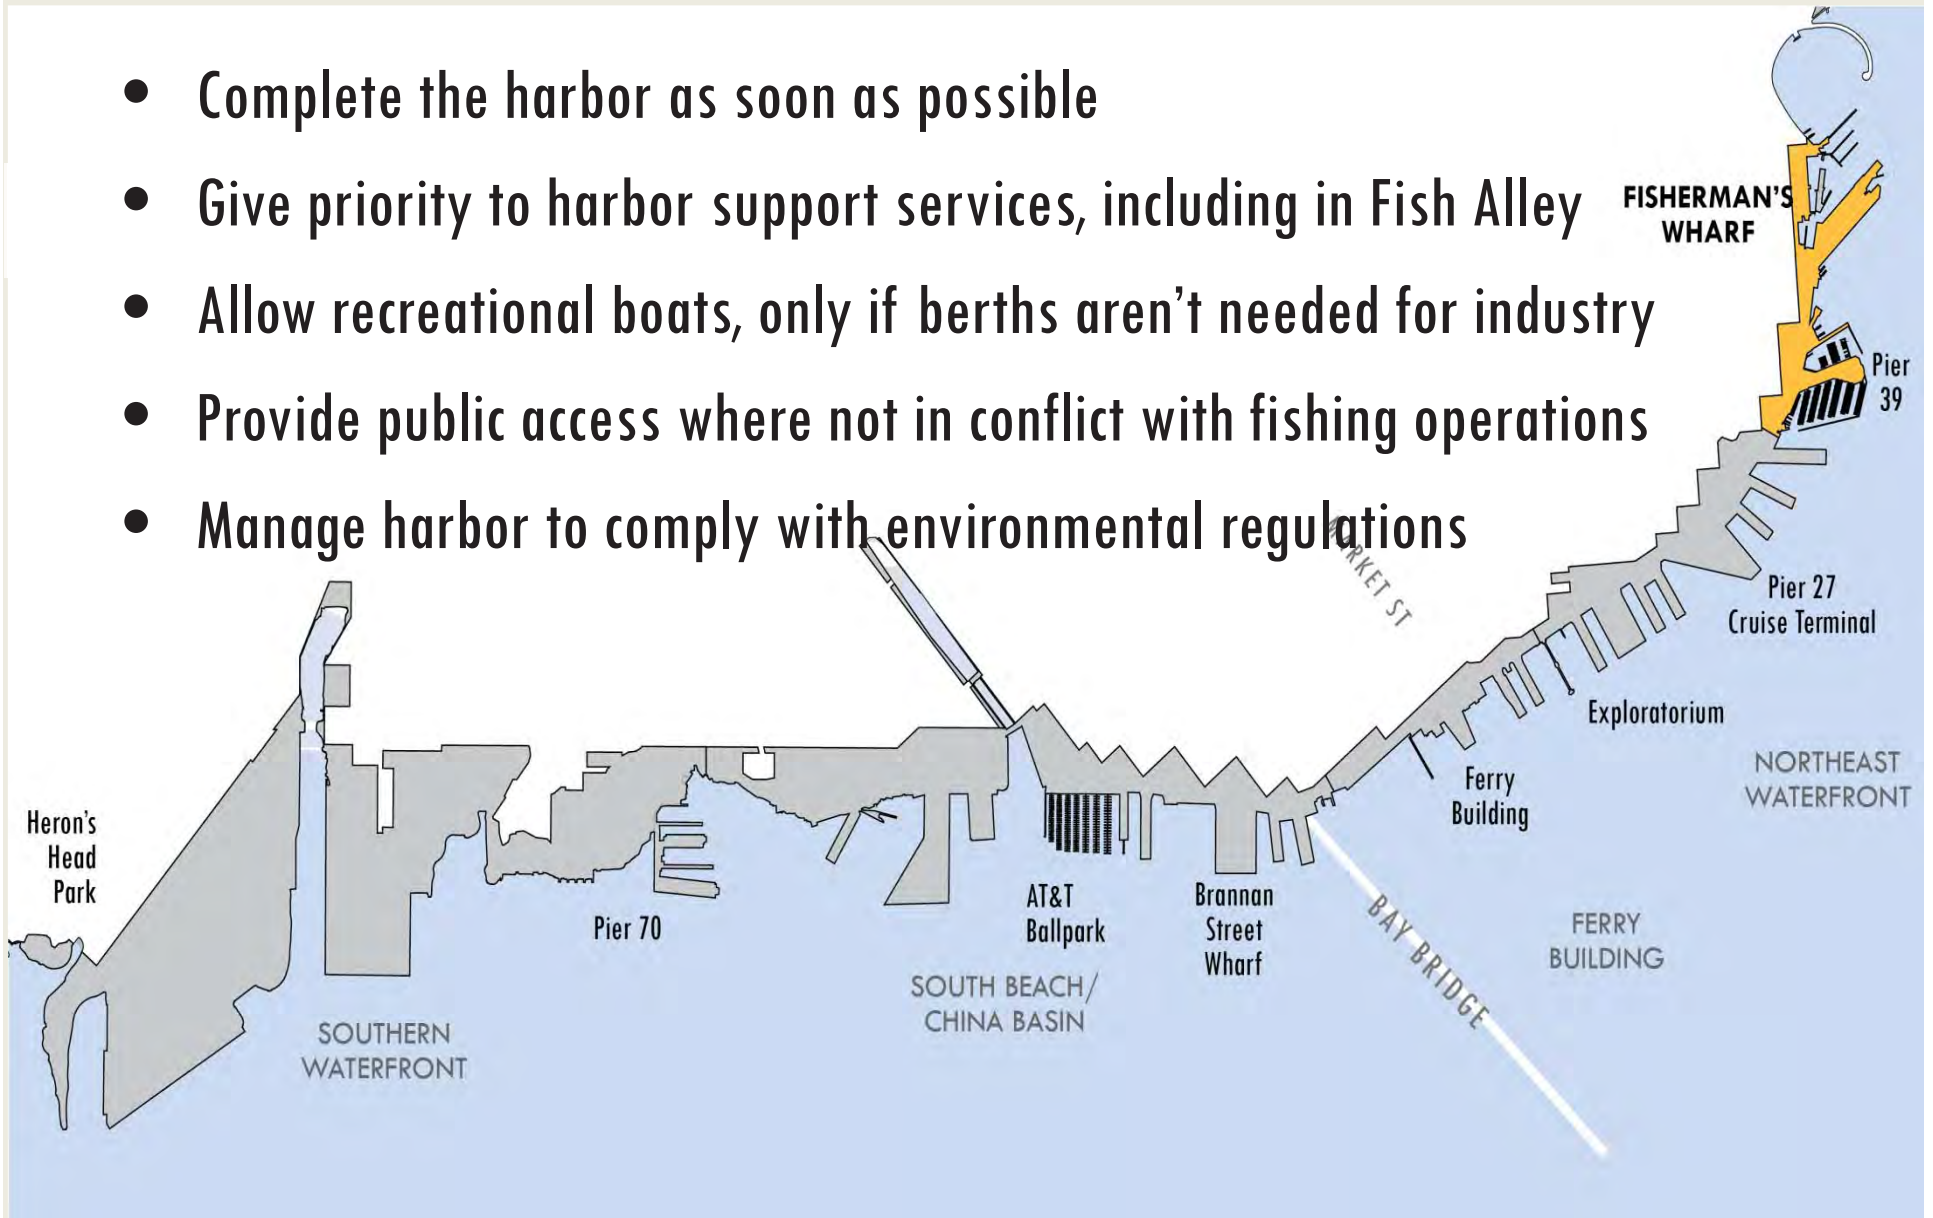 • Complete the harbor as soon as possible
• Give priority to harbor support services, including in Fish Alley
• Allow recreational boats, only if berths aren't needed for industry
• Provide public access where not in conflict with fishing operations
• Manage harbor to comply with environmental regulations
FISHERMAN'S
WHARF
Pier
39
MARKET ST
Pier 27
Cruise Terminal
Exploratorium
NORTHEAST
WATERFRONT
Ferry
Building
Heron's
Head
Park
Pier 70
AT&T
Ballpark
Brannan
Street
Wharf
BAY BRIDGE
FERRY
BUILDING
SOUTH BEACH/
CHINA BASIN
SOUTHERN
WATERFRONT